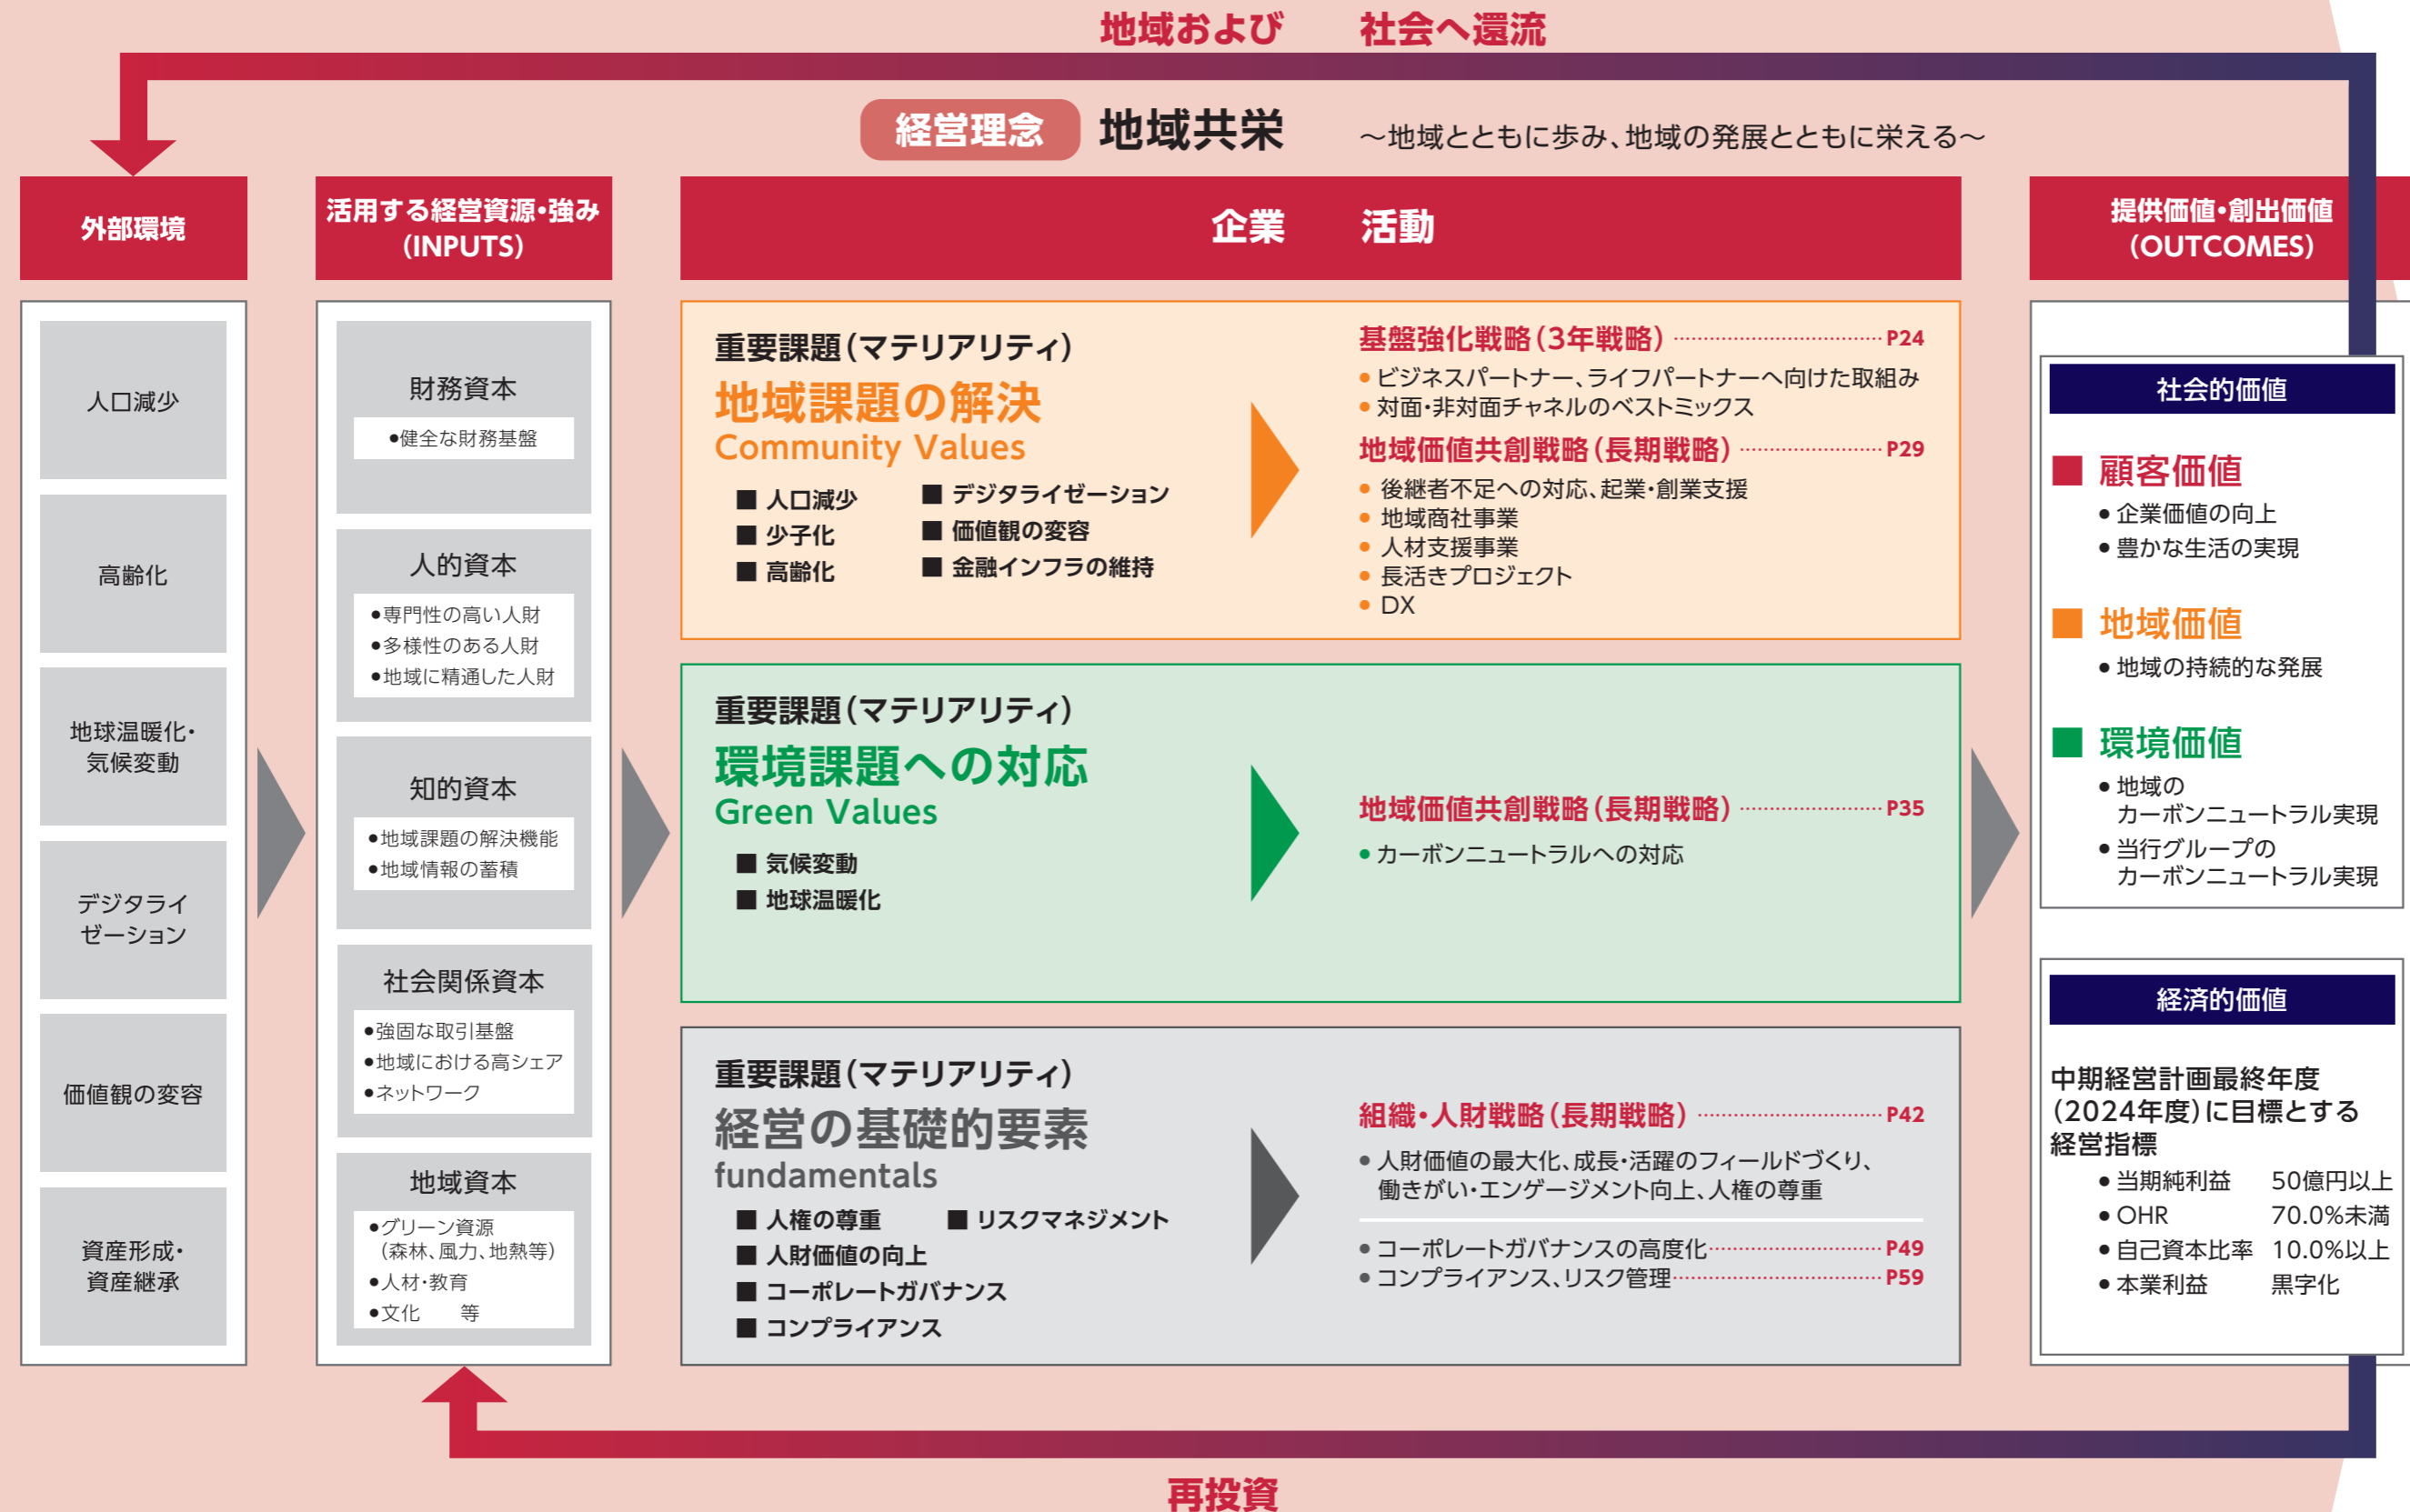 地域および 社会へ還流
経営理念 地域共栄 ～地域とともに歩み、地域の発展とともに栄える～
外部環境
人口減少
高齢化
地球温暖化・
気候変動
デジタライ
ゼーション
価値観の変容
資産形成・
資産継承
活用する経営資源・強み
（INPUTS）
財務資本
●健全な財務基盤
人的資本
●専門性の高い人財
●多様性のある人財
●地域に精通した人財
知的資本
●地域課題の解決機能
●地域情報の蓄積
社会関係資本
●強固な取引基盤
●地域における高シェア
●ネットワーク
地域資本
●グリーン資源
（森林、風力、地熱等）
●人材・教育
●文化 等
企業 活動
重要課題（マテリアリティ）
地域課題の解決
Community Values
■ 人口減少
■ 少子化
■ 高齢化
■ デジタライゼーション
■ 価値観の変容
■ 金融インフラの維持
基盤強化戦略（3年戦略） P24
● ビジネスパートナー、ライフパートナーへ向けた取組み
● 対面・非対面チャネルのベストミックス
地域価値共創戦略（長期戦略） P29
● 後継者不足への対応、起業・創業支援
● 地域商社事業
● 人材支援事業
● 長活きプロジェクト
● DX
重要課題（マテリアリティ）
環境課題への対応
Green Values
■ 気候変動
■ 地球温暖化
地域価値共創戦略（長期戦略） P35
● カーボンニュートラルへの対応
重要課題（マテリアリティ）
経営の基礎的要素
fundamentals
■ 人権の尊重 ■ リスクマネジメント
■ 人財価値の向上
■ コーポレートガバナンス
■ コンプライアンス
組織・人財戦略（長期戦略） P42
● 人財価値の最大化、成長・活躍のフィールドづくり、
働きがい・エンゲージメント向上、人権の尊重
● コーポレートガバナンスの高度化 P49
● コンプライアンス、リスク管理 P59
提供価値・創出価値
（OUTCOMES）
社会的価値
■ 顧客価値
● 企業価値の向上
● 豊かな生活の実現
■ 地域価値
● 地域の持続的な発展
■ 環境価値
● 地域の
カーボンニュートラル実現
● 当行グループの
カーボンニュートラル実現
経済的価値
中期経営計画最終年度
（2024年度）に目標とする
経営指標
● 当期純利益 50億円以上
● OHR 70.0%未満
● 自己資本比率 10.0%以上
● 本業利益 黒字化
再投資